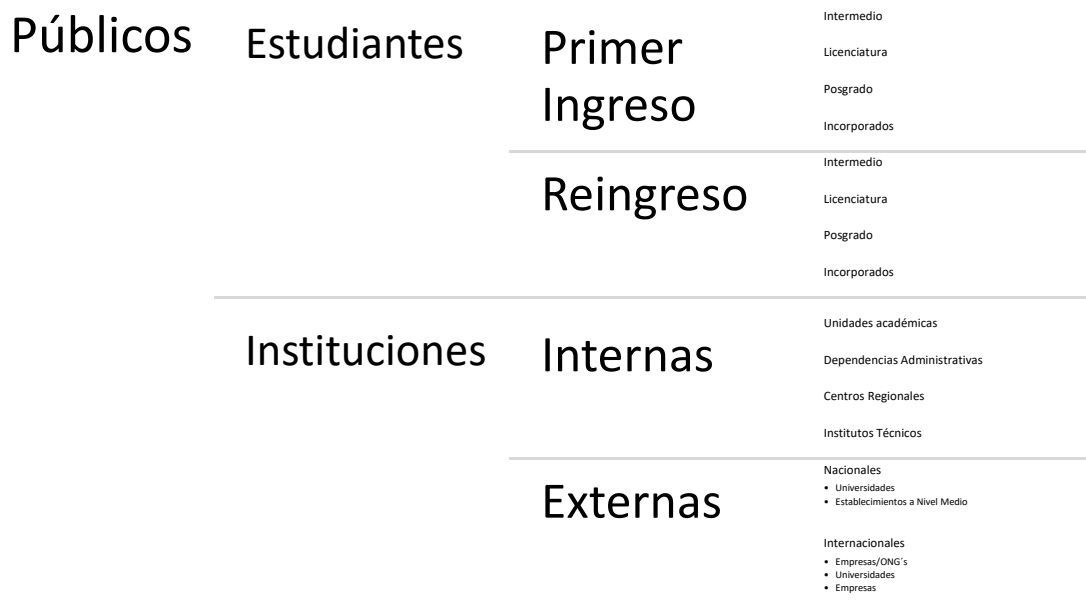 Públicos
Estudiantes
Primer
Ingreso
Intermedio
Licenciatura
Posgrado
Incorporados
Reingreso
Intermedio
Licenciatura
Posgrado
Incorporados
Instituciones
Internas
Unidades académicas
Dependencias Administrativas
Centros Regionales
Institutos Técnicos
Externas
Nacionales
• Universidades
• Establecimientos a Nivel Medio
Internacionales
• Empresas/ONG´s
• Universidades
• Empresas